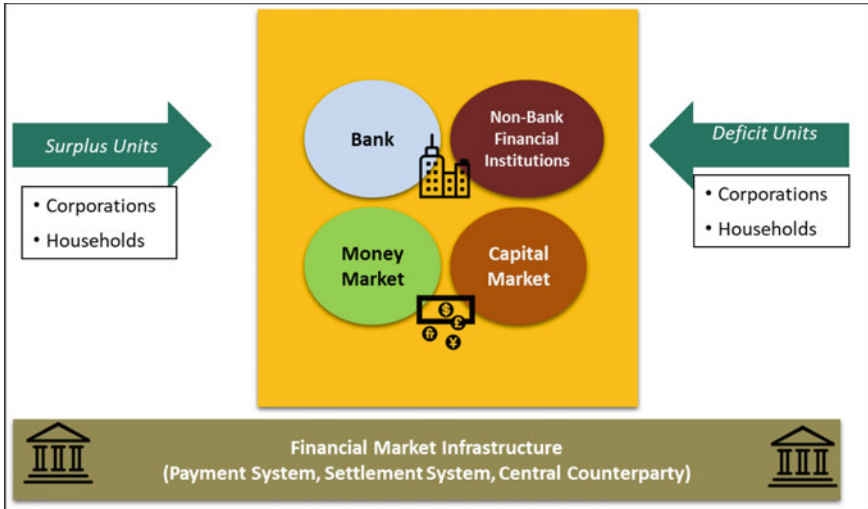 Surplus Units
• Corporations
• Households
Bank
Non-Bank
Financial
Institutions
Money
Market
Capital
Market
$
£
¥
Deficit Units
• Corporations
• Households
Financial Market Infrastructure
(Payment System, Settlement System, Central Counterparty)